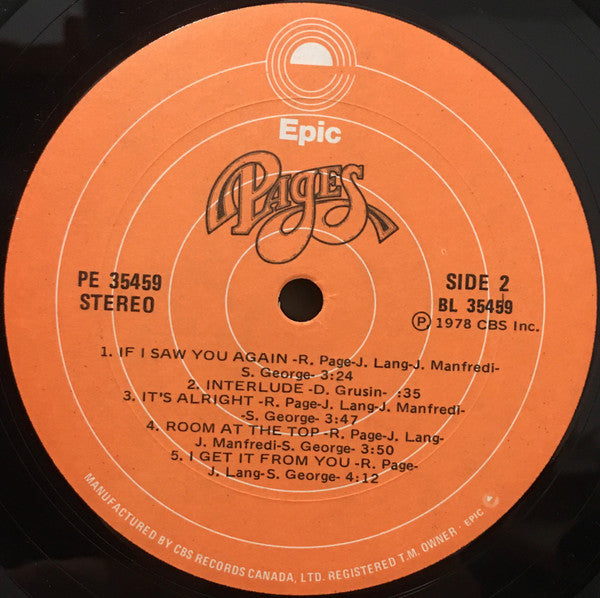 Epic
PAGES
PE 35459
STEREO
SIDE 2
BL 35459
Ⓟ 1978 CBS Inc.
1. IF I SAW YOU AGAIN -R. Page-J. Lang-J. Manfredi-
S. George- 3:24
2. INTERLUDE -D. Grusin- :35
3. IT'S ALRIGHT -R. Page-J. Lang-J. Manfredi-
-S. George- 3:47
4. ROOM AT THE TOP -R. Page-J. Lang-
J. Manfredi-S. George- 3:50
5. I GET IT FROM YOU -R. Page-
J. Lang-S. George- 4:12
MANUFACTURED BY CBS RECORDS CANADA, LTD. REGISTERED T.M. OWNER · EPIC